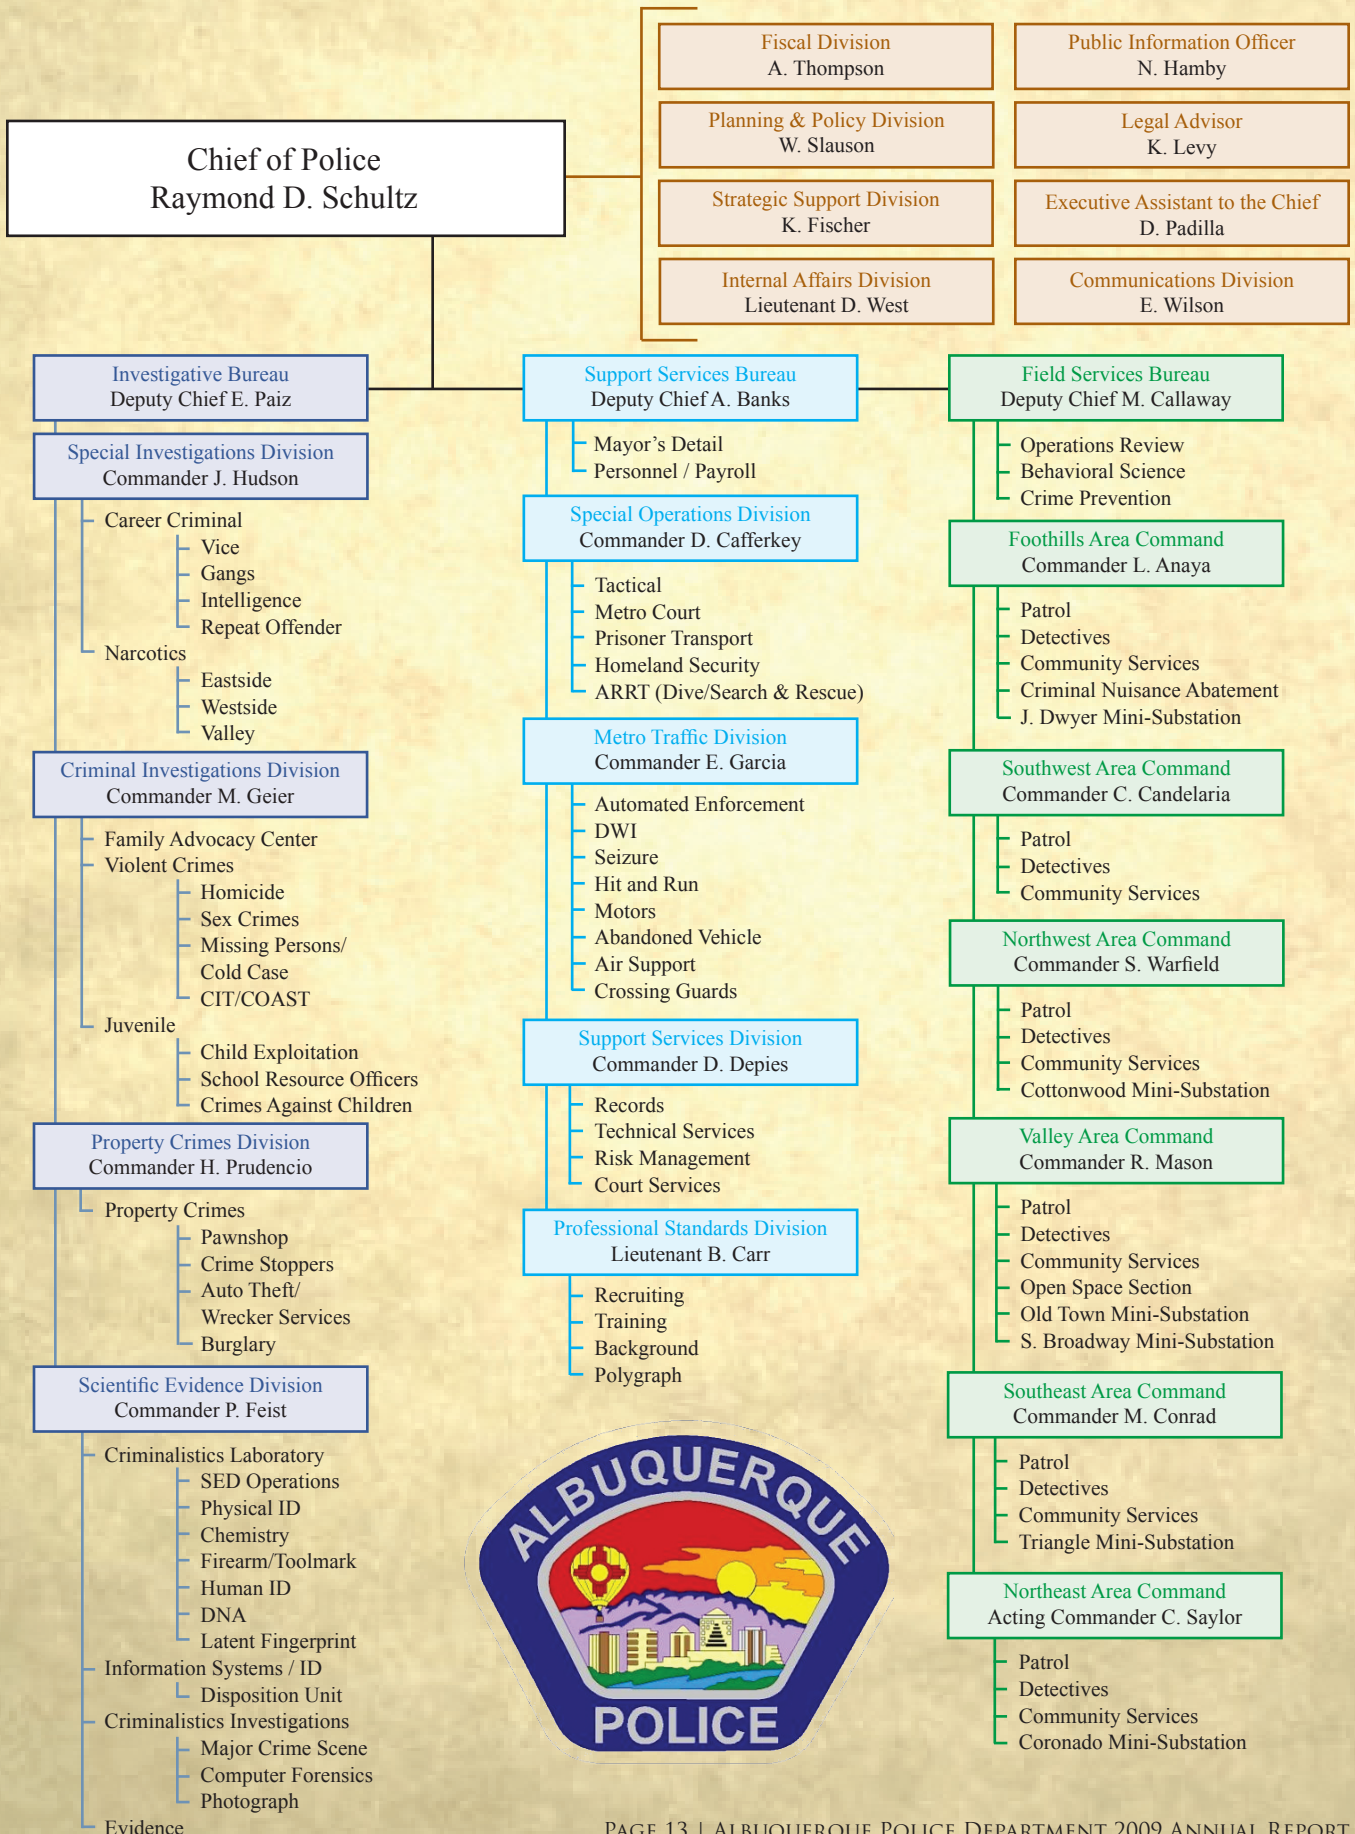 Chief of Police
Raymond D. Schultz
Fiscal Division
A. Thompson
Public Information Officer
N. Hamby
Planning & Policy Division
W. Slauson
Legal Advisor
K. Levy
Strategic Support Division
K. Fischer
Executive Assistant to the Chief
D. Padilla
Internal Affairs Division
Lieutenant D. West
Communications Division
E. Wilson
Investigative Bureau
Deputy Chief E. Paiz
Special Investigations Division
Commander J. Hudson
Career Criminal
Vice
Gangs
Intelligence
Repeat Offender
Narcotics
Eastside
Westside
Valley
Criminal Investigations Division
Commander M. Geier
Family Advocacy Center
Violent Crimes
Homicide
Sex Crimes
Missing Persons/
Cold Case
CIT/COAST
Juvenile
Child Exploitation
School Resource Officers
Crimes Against Children
Property Crimes Division
Commander H. Prudencio
Property Crimes
Pawnshop
Crime Stoppers
Auto Theft/
Wrecker Services
Burglary
Scientific Evidence Division
Commander P. Feist
Criminalistics Laboratory
SED Operations
Physical ID
Chemistry
Firearm/Toolmark
Human ID
DNA
Latent Fingerprint
Information Systems / ID
Disposition Unit
Criminalistics Investigations
Major Crime Scene
Computer Forensics
Photograph
Evidence
Support Services Bureau
Deputy Chief A. Banks
Mayor's Detail
Personnel / Payroll
Special Operations Division
Commander D. Cafferkey
Tactical
Metro Court
Prisoner Transport
Homeland Security
ARRT (Dive/Search & Rescue)
Metro Traffic Division
Commander E. Garcia
Automated Enforcement
DWI
Seizure
Hit and Run
Motors
Abandoned Vehicle
Air Support
Crossing Guards
Support Services Division
Commander D. Depies
Records
Technical Services
Risk Management
Court Services
Professional Standards Division
Lieutenant B. Carr
Recruiting
Training
Background
Polygraph
ALBUQUERQUE
POLICE
Field Services Bureau
Deputy Chief M. Callaway
Operations Review
Behavioral Science
Crime Prevention
Foothills Area Command
Commander L. Anaya
Patrol
Detectives
Community Services
Criminal Nuisance Abatement
J. Dwyer Mini-Substation
Southwest Area Command
Commander C. Candelaria
Patrol
Detectives
Community Services
Northwest Area Command
Commander S. Warfield
Patrol
Detectives
Community Services
Cottonwood Mini-Substation
Valley Area Command
Commander R. Mason
Patrol
Detectives
Community Services
Open Space Section
Old Town Mini-Substation
S. Broadway Mini-Substation
Southeast Area Command
Commander M. Conrad
Patrol
Detectives
Community Services
Triangle Mini-Substation
Northeast Area Command
Acting Commander C. Saylor
Patrol
Detectives
Community Services
Coronado Mini-Substation
PAGE 13 | ALBUQUERQUE POLICE DEPARTMENT 2009 ANNUAL REPORT